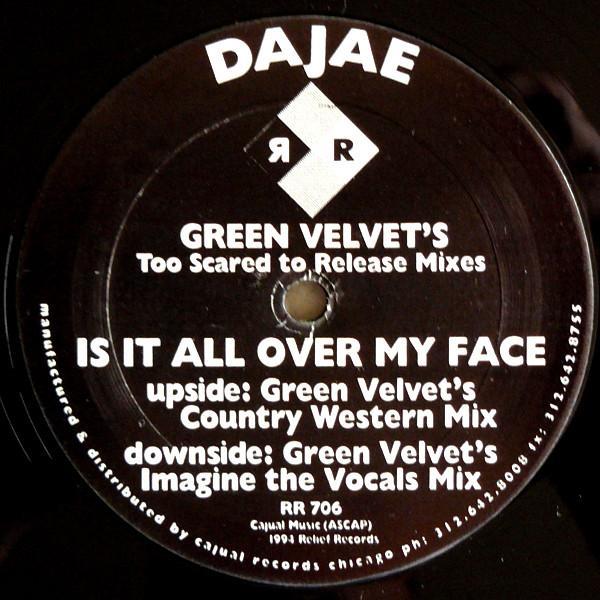 DAJAE
R R
GREEN VELVET'S
Too Scared to Release Mixes
IS IT ALL OVER MY FACE
upside: Green Velvet's
Country Western Mix
downside: Green Velvet's
Imagine the Vocals Mix
RR 706
Cajual Music (ASCAP)
1994 Relief Records
manufactured & distributed by cajual records chicago ph: 312.642.8008 fx: 312.642.8755